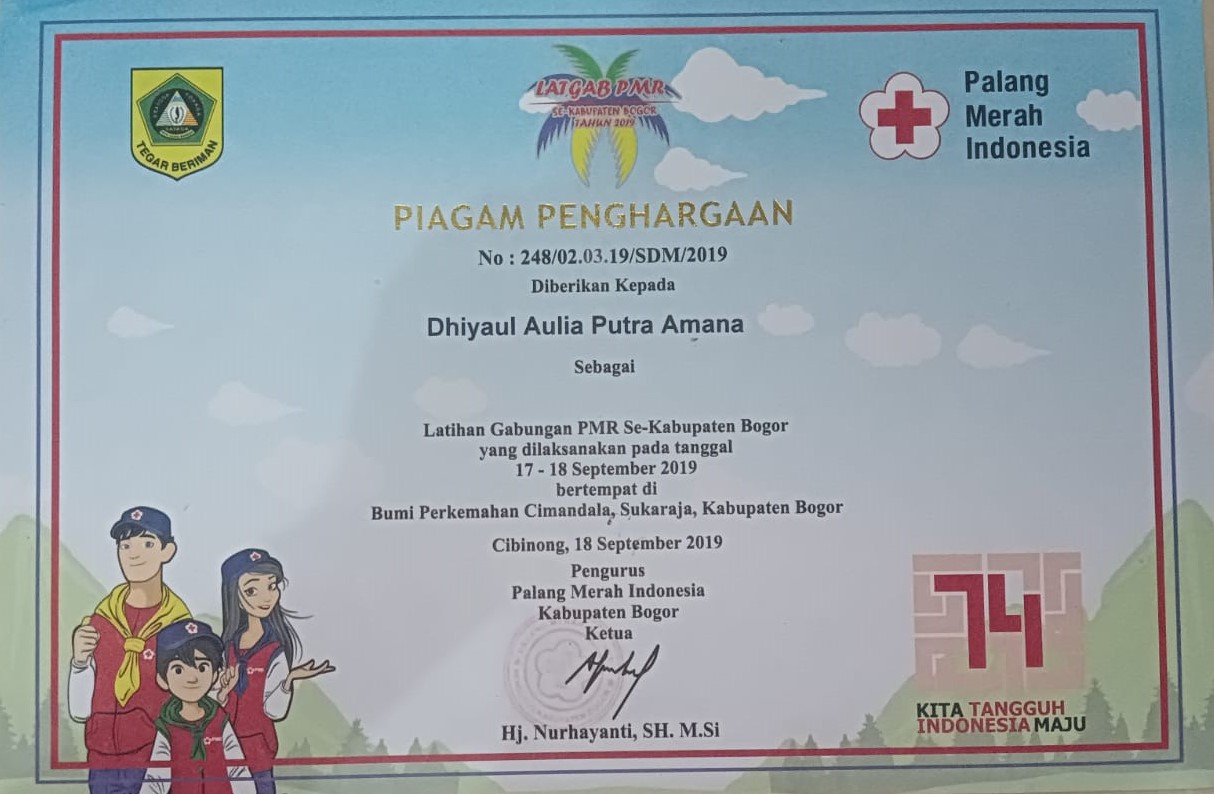 TEGAR BERIMAN
LATGAB PMR
SE-KABUPATEN BOGOR
TAHUN 2019
Palang
Merah
Indonesia
PIAGAM PENGHARGAAN
No : 248/02.03.19/SDM/2019
Diberikan Kepada
Dhiyaul Aulia Putra Amana
Sebagai
Latihan Gabungan PMR Se-Kabupaten Bogor
yang dilaksanakan pada tanggal
17 - 18 September 2019
bertempat di
Bumi Perkemahan Cimandala, Sukaraja, Kabupaten Bogor
Cibinong, 18 September 2019
Pengurus
Palang Merah Indonesia
Kabupaten Bogor
Ketua
Hj. Nurhayanti, SH. M.Si
74
KITA TANGGUH
INDONESIA MAJU